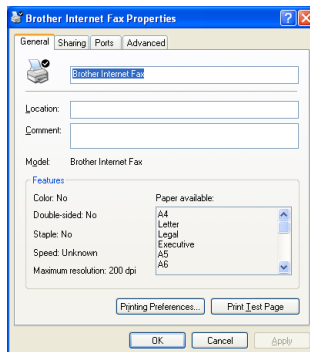 Brother Internet Fax Properties
General Sharing Ports Advanced
Brother Internet Fax
Location:
Comment:
Model: Brother Internet Fax
Features
Color: No
Double-sided: No
Staple: No
Speed: Unknown
Maximum resolution: 200 dpi
Paper available:
A4
Letter
Legal
Executive
A5
A6
Printing Preferences... Print Test Page
OK Cancel Apply